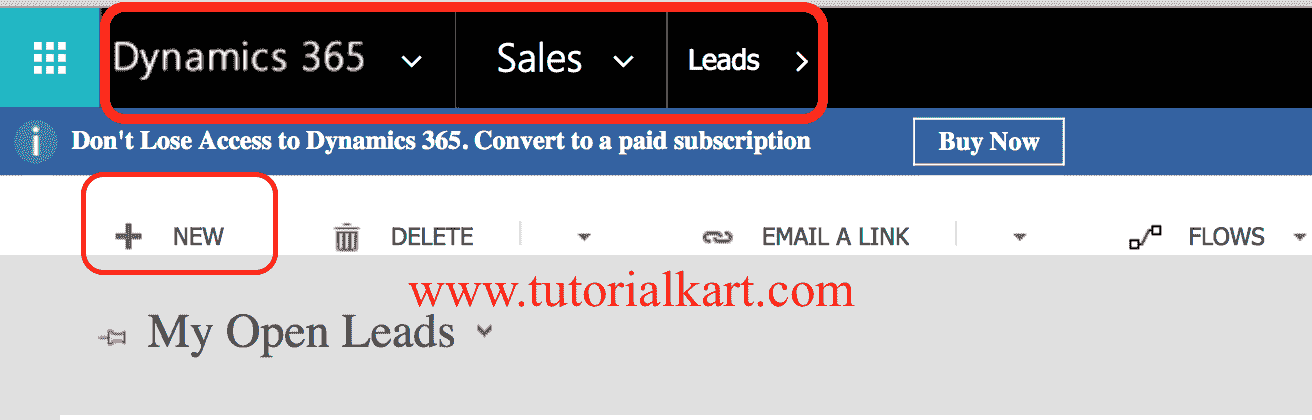 Dynamics 365 Sales Leads
Don't Lose Access to Dynamics 365. Convert to a paid subscription Buy Now
NEW DELETE EMAIL A LINK FLOWS
www.tutorialkart.com
My Open Leads